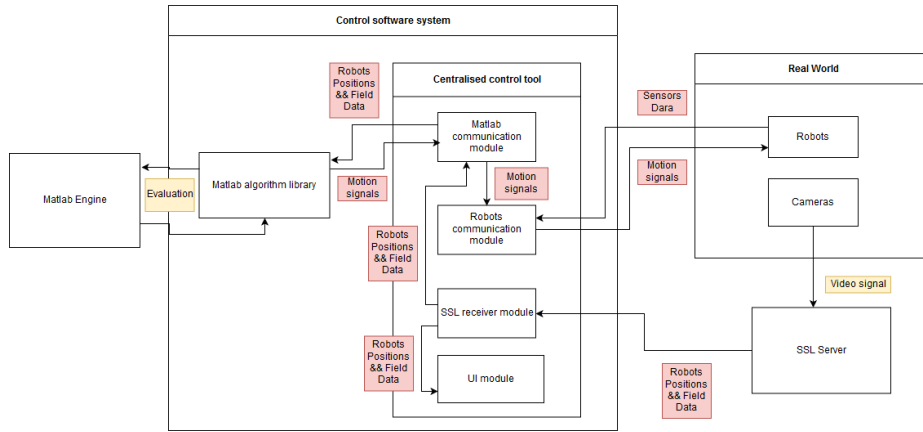 Control software system
Centralised control tool
Real World
Robots
Positions
&& Field
Data
Sensors
Dara
Matlab
communication
module
Robots
Matlab Engine
Evaluation
Matlab algorithm library
Motion
signals
Motion
signals
Motion
signals
Cameras
Robots
communication
module
Robots
Positions
&& Field
Data
Video signal
SSL receiver module
SSL Server
Robots
Positions
&& Field
Data
UI module
Robots
Positions
&& Field
Data